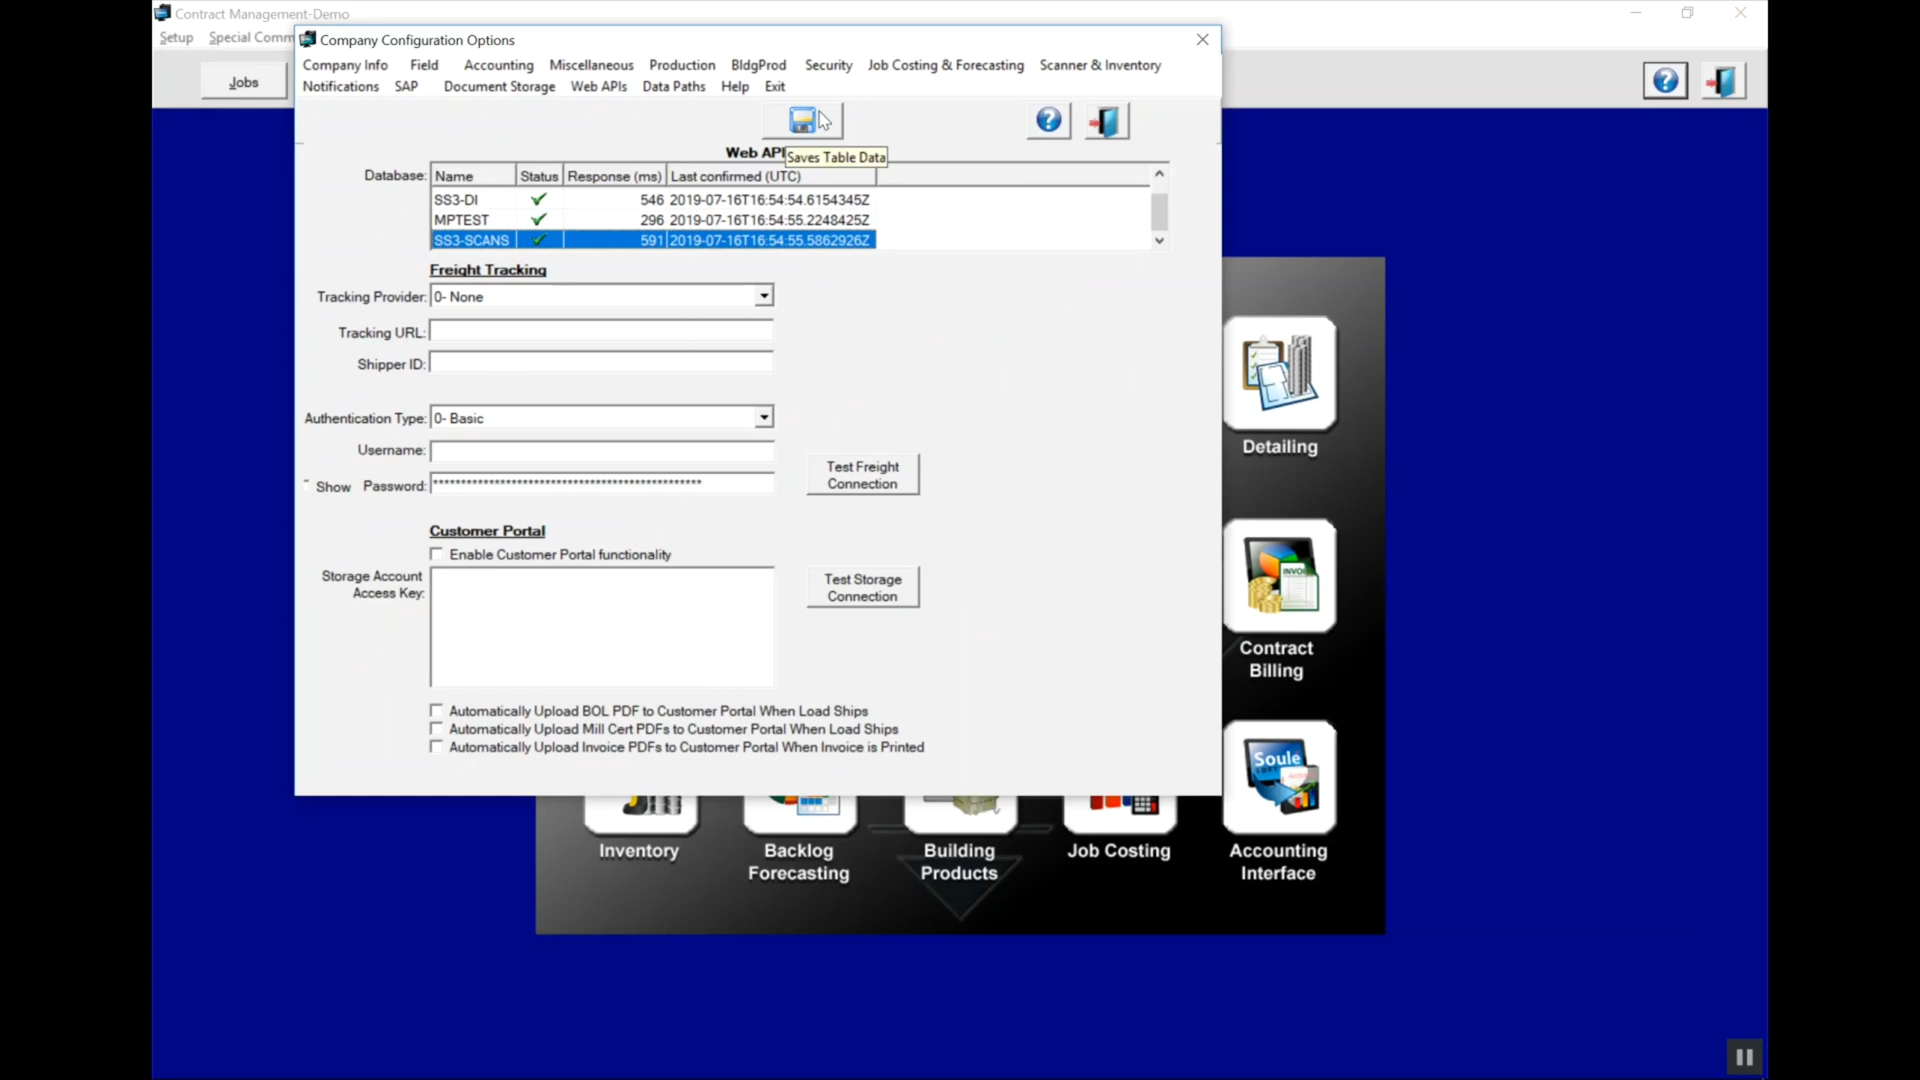 Contract Management-Demo
Setup Special Comm
Jobs
Company Configuration Options
Company Info Field Accounting Miscellaneous Production BldgProd Security Job Costing & Forecasting Scanner & Inventory
Notifications SAP Document Storage Web APIs Data Paths Help Exit
Web API
Saves Table Data
Database: Name Status Response (ms) Last confirmed (UTC)
SS3-DI 546 2019-07-16T16:54:54.6154345Z
MPTEST 296 2019-07-16T16:54:55.2248425Z
SS3-SCANS 591 2019-07-16T16:54:55.5862926Z
Freight Tracking
Tracking Provider: 0- None
Tracking URL:
Shipper ID:
Authentication Type: 0- Basic
Username:
Show Password: ************************************************
Test Freight
Connection
Customer Portal
Enable Customer Portal functionality
Storage Account
Access Key:
Test Storage
Connection
Automatically Upload BOL PDF to Customer Portal When Load Ships
Automatically Upload Mill Cert PDFs to Customer Portal When Load Ships
Automatically Upload Invoice PDFs to Customer Portal When Invoice is Printed
Detailing
INVOI
Contract
Billing
Soule
Inventory
Backlog
Forecasting
Building
Products
Job Costing
Accounting
Interface